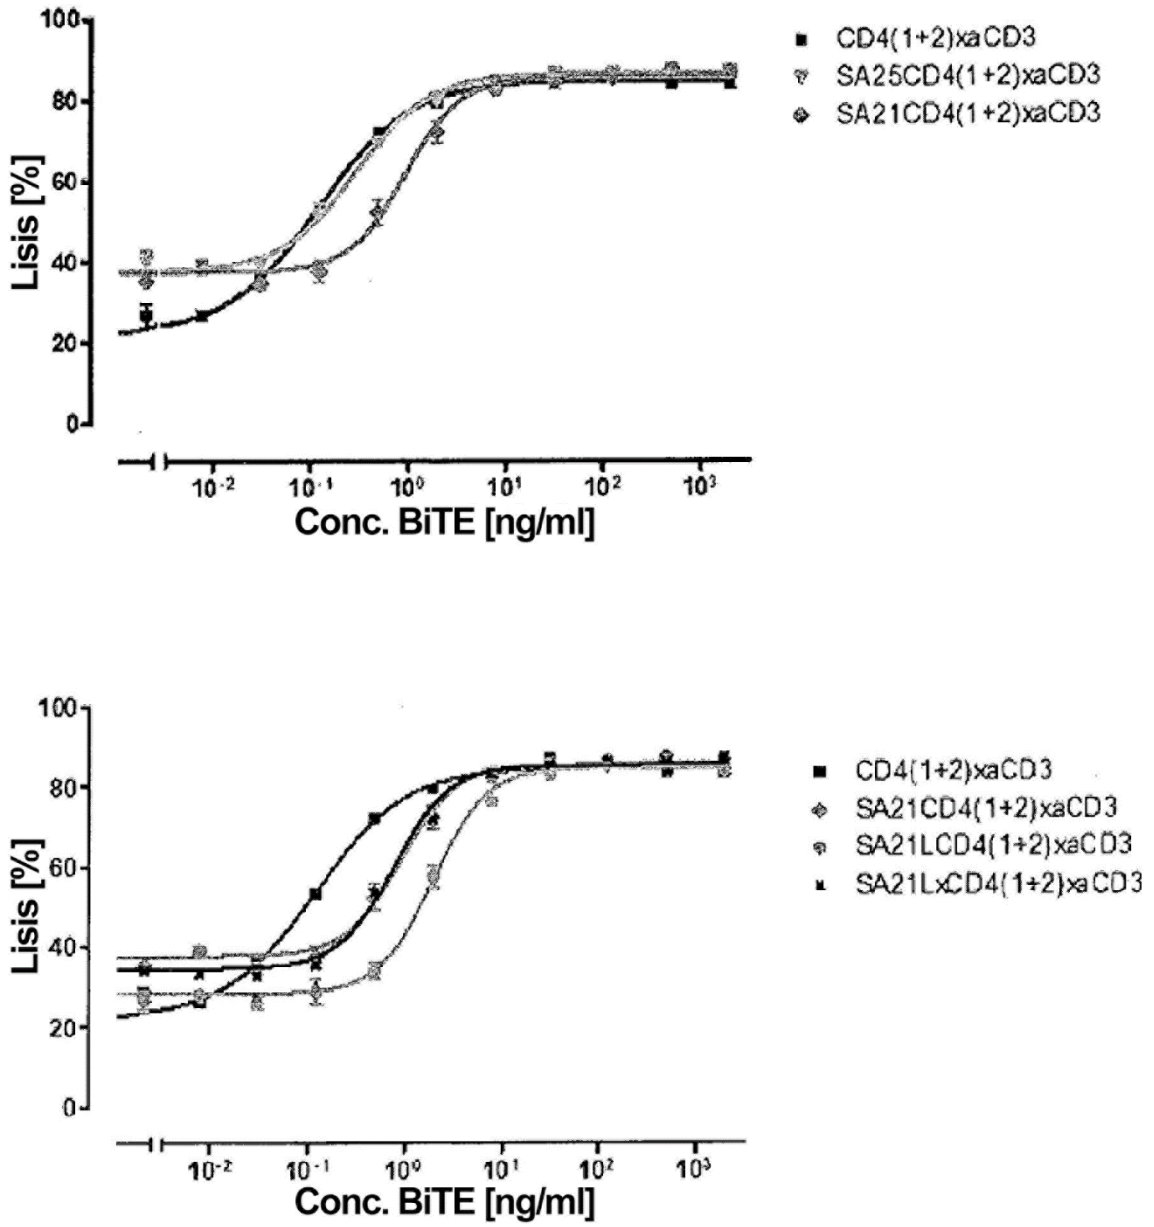 100
80
60
40
20
0
Lisis [%]
CD4(1+2)xaCD3
SA25CD4(1+2)xaCD3
SA21CD4(1+2)xaCD3
10-2 10-1 100 101 102 103
Conc. BiTE [ng/ml]
100
80
60
40
20
0
Lisis [%]
CD4(1+2)xaCD3
SA21CD4(1+2)xaCD3
SA21LCD4(1+2)xaCD3
SA21LxCD4(1+2)xaCD3
10-2 10-1 100 101 102 103
Conc. BiTE [ng/ml]